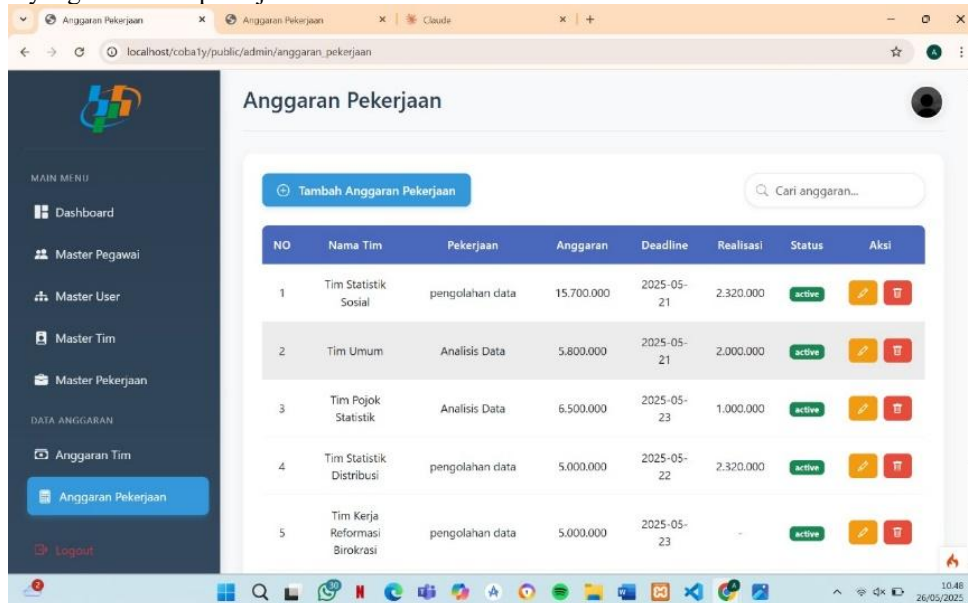 Anggaran Pekerjaan
Anggaran Pekerjaan
Claude
localhost/coba1y/public/admin/anggaran_pekerjaan
A
Anggaran Pekerjaan
MAIN MENU
Dashboard
Master Pegawai
Master User
Master Tim
Master Pekerjaan
DATA ANGGARAN
Anggaran Tim
Anggaran Pekerjaan
Logout
Tambah Anggaran Pekerjaan
Cari anggaran...
NO Nama Tim Pekerjaan Anggaran Deadline Realisasi Status Aksi
1 Tim Statistik Sosial pengolahan data 15.700.000 2025-05-21 2.320.000 active
2 Tim Umum Analisis Data 5.800.000 2025-05-21 2.000.000 active
3 Tim Pojok Statistik Analisis Data 6.500.000 2025-05-23 1.000.000 active
4 Tim Statistik Distribusi pengolahan data 5.000.000 2025-05-22 2.320.000 active
5 Tim Kerja Reformasi Birokrasi pengolahan data 5.000.000 2025-05-23 - active
10.48
26/05/2025